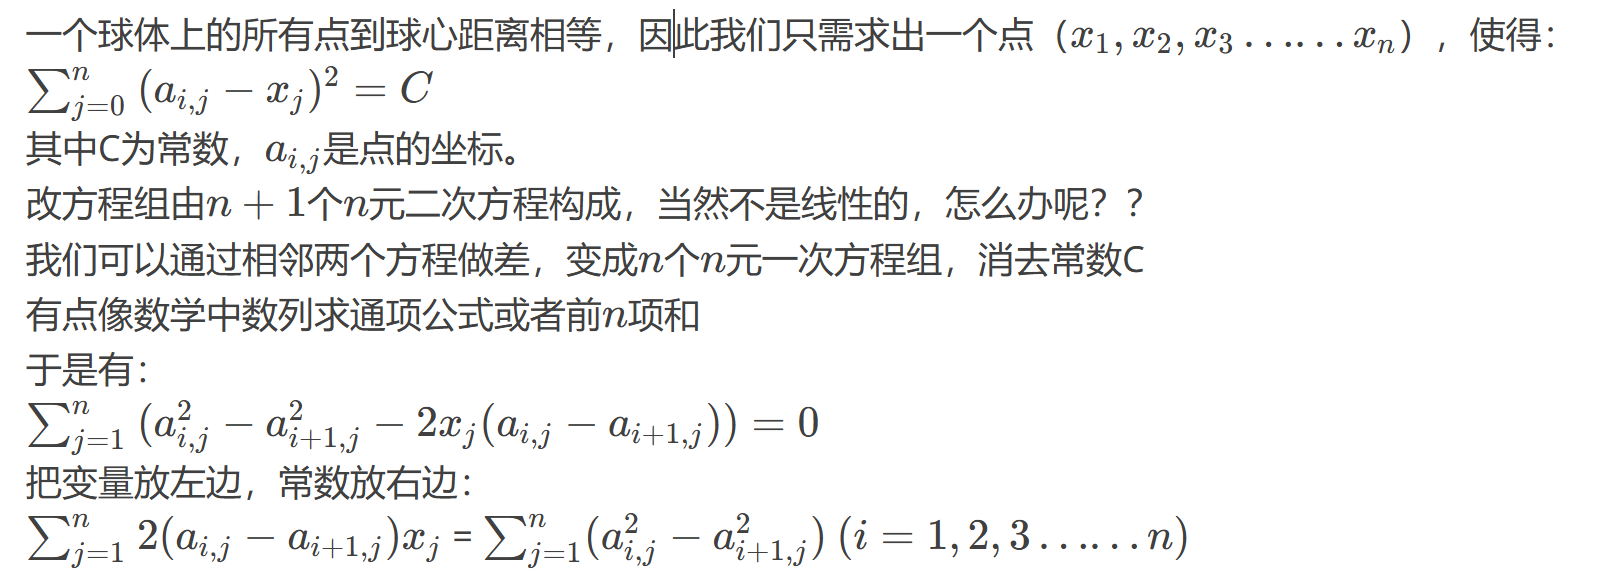 一个球体上的所有点到球心距离相等，因此我们只需求出一个点（$x_1, x_2, x_3 \ldots\ldots x_n$），使得：
$\sum_{j=0}^{n} (a_{i,j} - x_j)^2 = C$
其中C为常数，$a_{i,j}$是点的坐标。
改方程组由$n+1$个$n$元二次方程构成，当然不是线性的，怎么办呢？？
我们可以通过相邻两个方程做差，变成$n$个$n$元一次方程组，消去常数C
有点像数学中数列求通项公式或者前$n$项和
于是有：
$\sum_{j=1}^{n} (a_{i,j}^2 - a_{i+1,j}^2 - 2x_j(a_{i,j} - a_{i+1,j})) = 0$
把变量放左边，常数放右边：
$\sum_{j=1}^{n} 2(a_{i,j} - a_{i+1,j})x_j$ = $\sum_{j=1}^{n} (a_{i,j}^2 - a_{i+1,j}^2)\ (i = 1, 2, 3 \ldots\ldots n)$